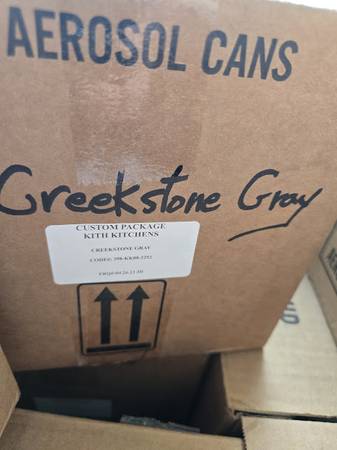 AEROSOL CANS
Creekstone Gray
CUSTOM PACKAGE
KITH KITCHENS
CREEKSTONE GRAY